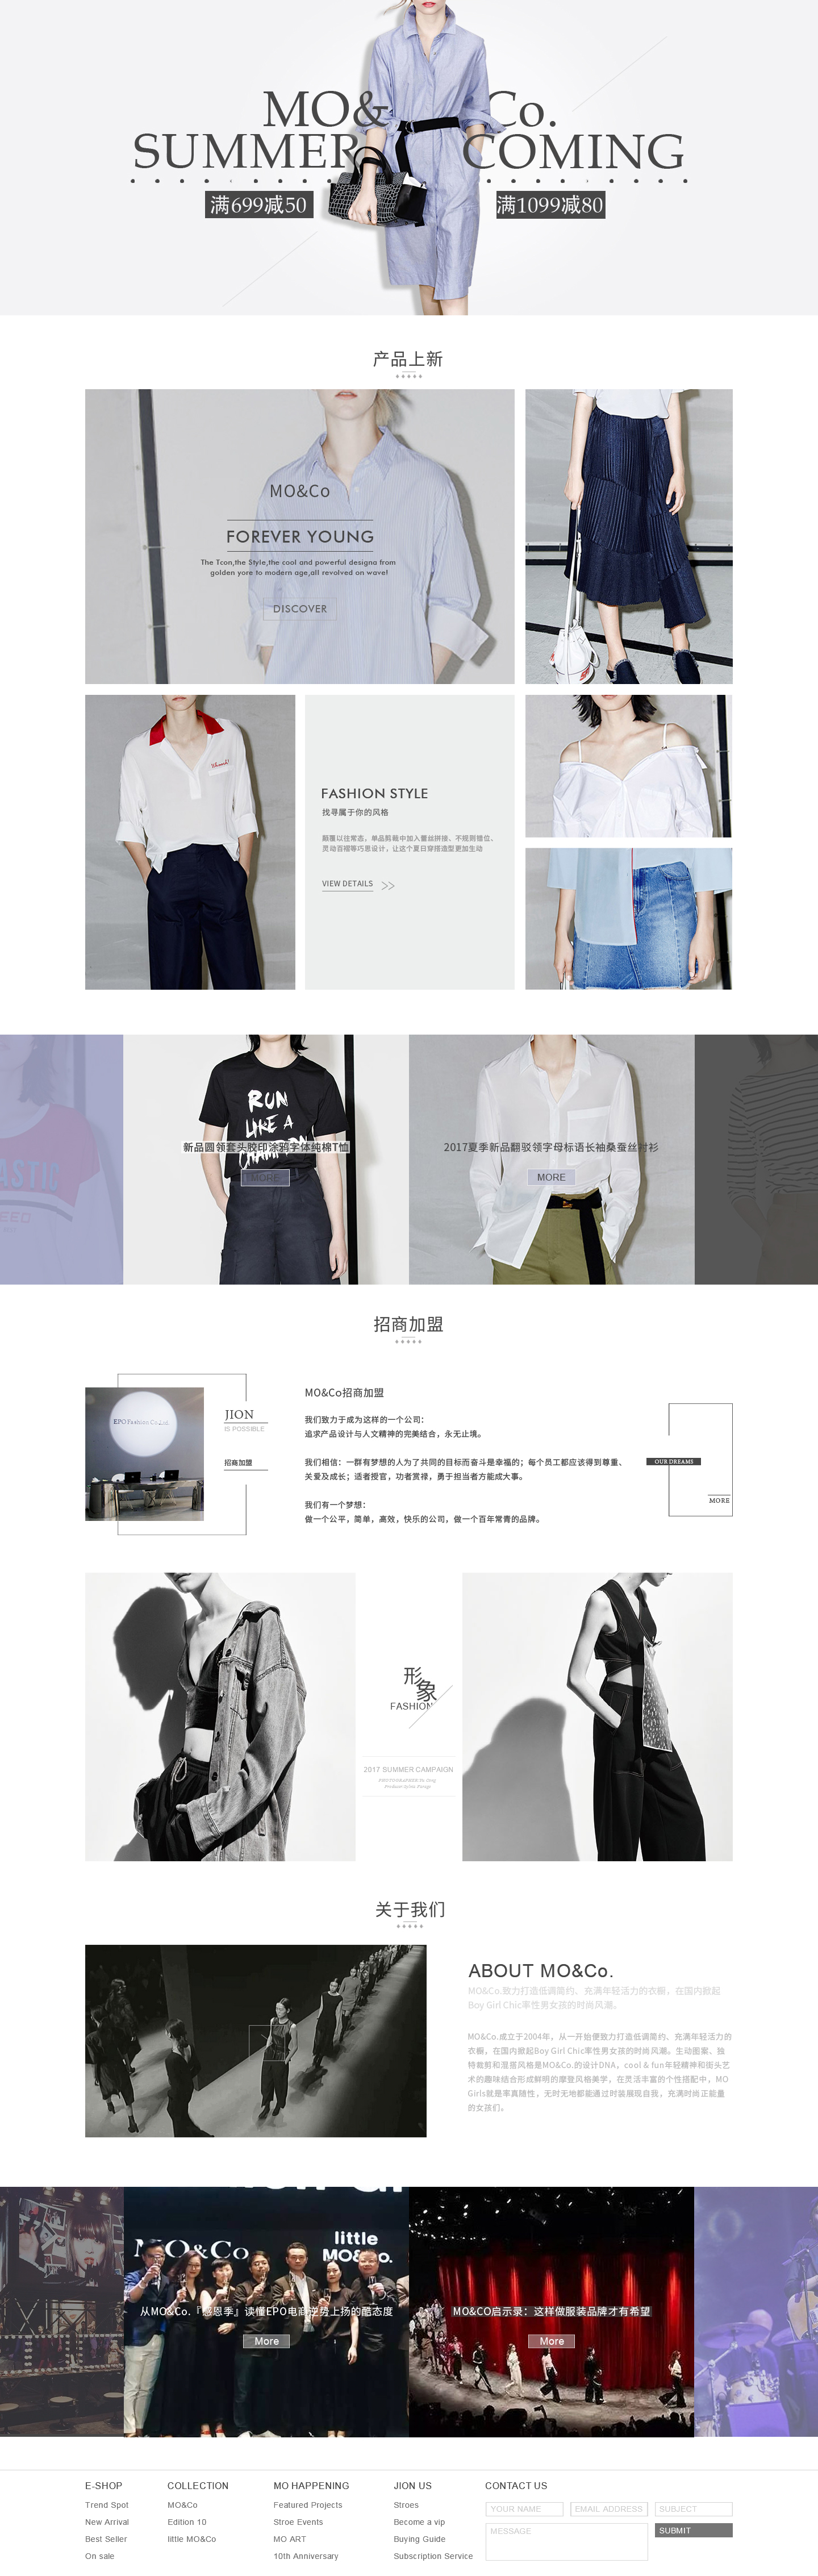 MO& Co.
SUMMER COMING
满699减50
满1099减80
产品上新
MO&Co
FOREVER YOUNG
The Tcon,the Style,the cool and powerful designa from
golden yore to modern age,all revolved on wave!
DISCOVER
FASHION STYLE
找寻属于你的风格
颠覆以往常态，单品剪裁中加入蕾丝拼接、不规则错位、
灵动百褶等巧思设计，让这个夏日穿搭造型更加生动
VIEW DETAILS >>
RUN
LIKE A
新品圆领套头胶印涂鸦字体纯棉T恤
MORE
2017夏季新品翻驳领字母标语长袖桑蚕丝衬衫
MORE
招商加盟
EPO Fashion Co.,Ltd.
JION
IS POSSIBLE
招商加盟
MO&Co招商加盟
我们致力于成为这样的一个公司：
追求产品设计与人文精神的完美结合，永无止境。
我们相信：一群有梦想的人为了共同的目标而奋斗是幸福的；每个员工都应该得到尊重、
关爱及成长；适者授官，功者赏禄，勇于担当者方能成大事。
我们有一个梦想：
做一个公平，简单，高效，快乐的公司，做一个百年常青的品牌。
OUR DREAMS
MORE
形象
FASHION
2017 SUMMER CAMPAIGN
关于我们
ABOUT MO&Co.
MO&Co.致力打造低调简约、充满年轻活力的衣橱，在国内掀起
Boy Girl Chic率性男女孩的时尚风潮。
MO&Co.成立于2004年，从一开始便致力打造低调简约、充满年轻活力的
衣橱，在国内掀起Boy Girl Chic率性男女孩的时尚风潮。生动图案、独
特裁剪和混搭风格是MO&Co.的设计DNA，cool & fun年轻精神和街头艺
术的趣味结合形成鲜明的摩登风格美学，在灵活丰富的个性搭配中，MO
Girls就是率真随性，无时无地都能通过时装展现自我，充满时尚正能量
的女孩们。
MO&Co
little
MO&Co.
从MO&Co.『感恩季』读懂EPO电商逆势上扬的酷态度
More
MO&CO启示录：这样做服装品牌才有希望
More
E-SHOP
Trend Spot
New Arrival
Best Seller
On sale
COLLECTION
MO&Co
Edition 10
little MO&Co
MO HAPPENING
Featured Projects
Stroe Events
MO ART
10th Anniversary
JION US
Stroes
Become a vip
Buying Guide
Subscription Service
CONTACT US
YOUR NAME
EMAIL ADDRESS
SUBJECT
MESSAGE
SUBMIT